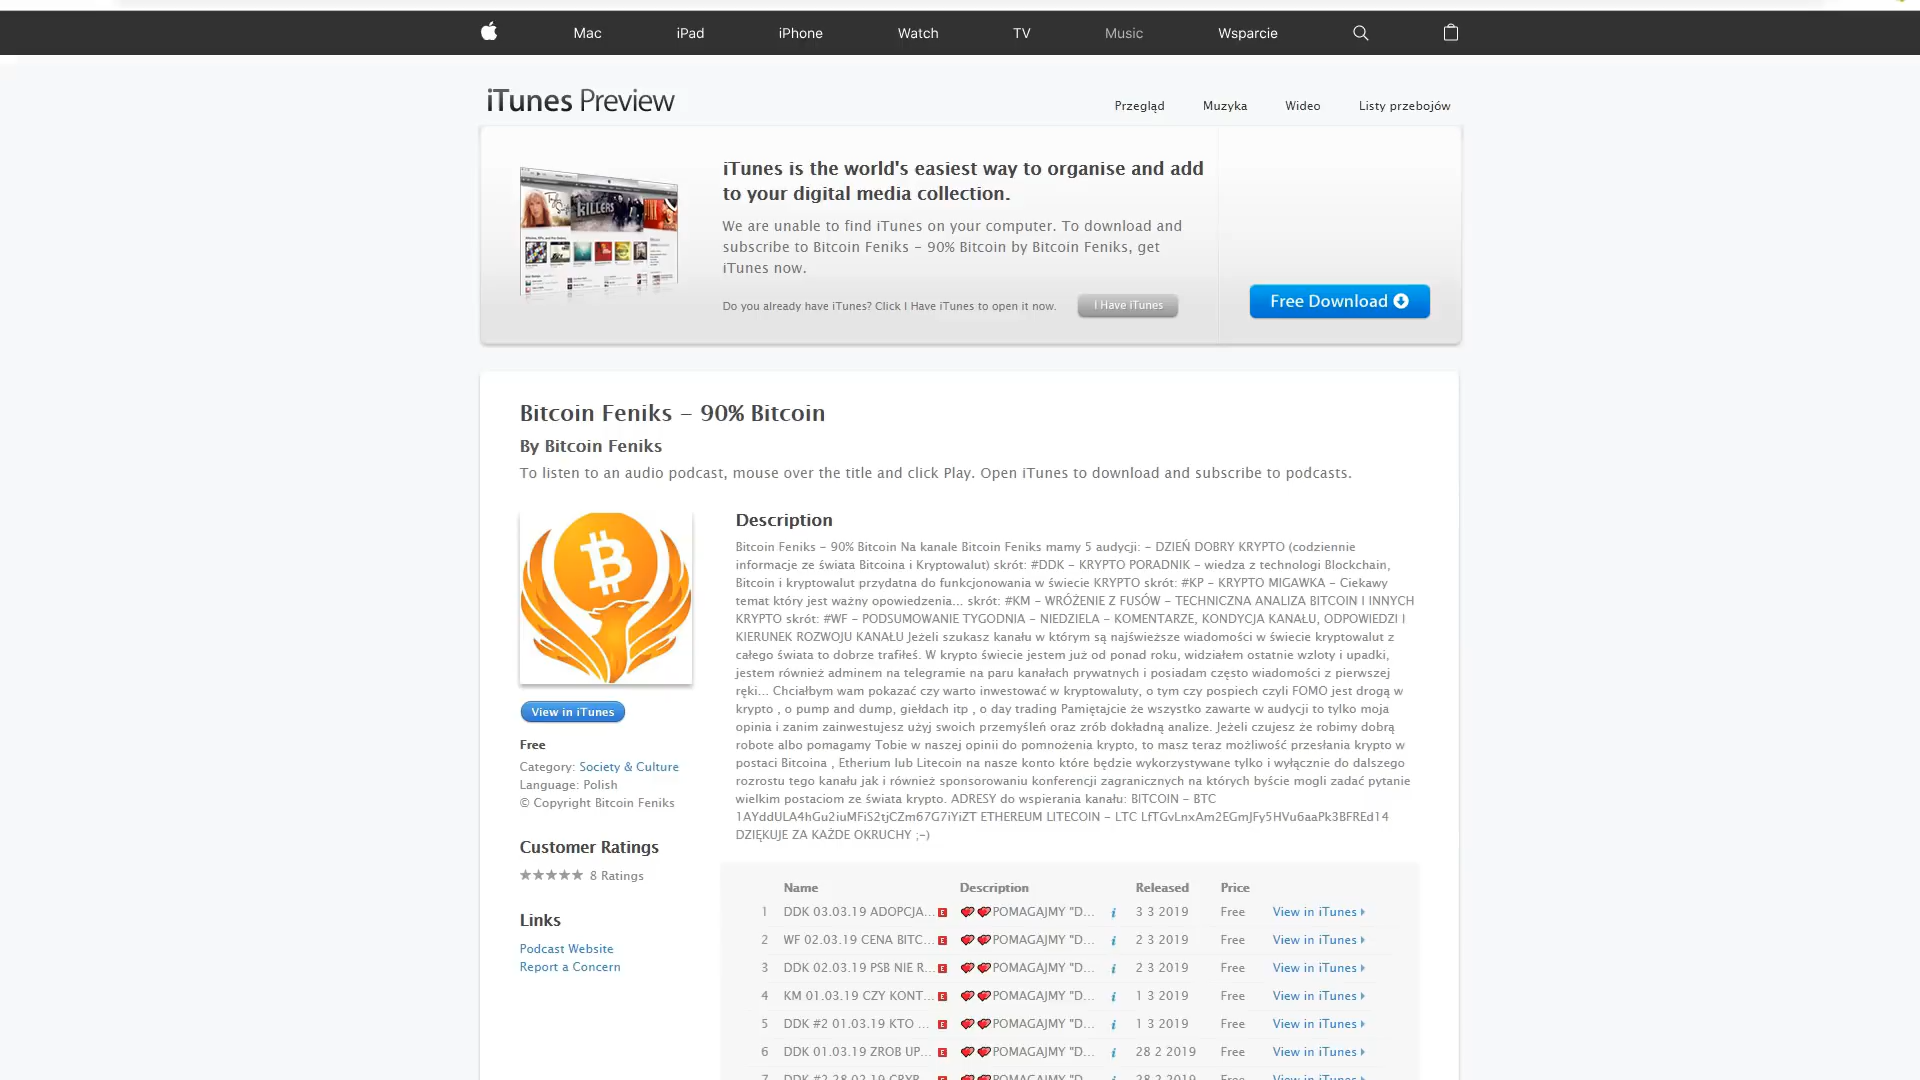 Mac iPad iPhone Watch TV Music Wsparcie
iTunes Preview
Przegląd Muzyka Wideo Listy przebojów
iTunes is the world's easiest way to organise and add
to your digital media collection.
We are unable to find iTunes on your computer. To download and
subscribe to Bitcoin Feniks - 90% Bitcoin by Bitcoin Feniks, get
iTunes now.
Do you already have iTunes? Click I Have iTunes to open it now. I Have iTunes
Free Download
Bitcoin Feniks - 90% Bitcoin
By Bitcoin Feniks
To listen to an audio podcast, mouse over the title and click Play. Open iTunes to download and subscribe to podcasts.
View in iTunes
Free
Category: Society & Culture
Language: Polish
© Copyright Bitcoin Feniks
Customer Ratings
8 Ratings
Links
Podcast Website
Report a Concern
Description
Bitcoin Feniks - 90% Bitcoin Na kanale Bitcoin Feniks mamy 5 audycji: - DZIEŃ DOBRY KRYPTO (codziennie
informacje ze świata Bitcoina i Kryptowalut) skrót: #DDK - KRYPTO PORADNIK - wiedza z technologi Blockchain,
Bitcoin i kryptowalut przydatna do funkcjonowania w świecie KRYPTO skrót: #KP - KRYPTO MIGAWKA - Ciekawy
temat który jest ważny opowiedzenia... skrót: #KM - WRÓŻENIE Z FUSÓW - TECHNICZNA ANALIZA BITCOIN I INNYCH
KRYPTO skrót: #WF - PODSUMOWANIE TYGODNIA - NIEDZIELA - KOMENTARZE, KONDYCJA KANAŁU, ODPOWIEDZI I
KIERUNEK ROZWOJU KANAŁU Jeżeli szukasz kanału w którym są najświeższe wiadomości w świecie kryptowalut z
całego świata to dobrze trafiłeś. W krypto świecie jestem już od ponad roku, widziałem ostatnie wzloty i upadki,
jestem również adminem na telegramie na paru kanałach prywatnych i posiadam często wiadomości z pierwszej
ręki... Chciałbym wam pokazać czy warto inwestować w kryptowaluty, o tym czy pospiech czyli FOMO jest drogą w
krypto , o pump and dump, giełdach itp , o day trading Pamiętajcie że wszystko zawarte w audycji to tylko moja
opinia i zanim zainwestujesz użyj swoich przemyśleń oraz zrób dokładną analize. Jeżeli czujesz że robimy dobrą
robote albo pomagamy Tobie w naszej opinii do pomnożenia krypto, to masz teraz możliwość przesłania krypto w
postaci Bitcoina , Etherium lub Litecoin na nasze konto które będzie wykorzystywane tylko i wyłącznie do dalszego
rozrostu tego kanału jak i również sponsorowaniu konferencji zagranicznych na których byście mogli zadać pytanie
wielkim postaciom ze świata krypto. ADRESY do wspierania kanału: BITCOIN - BTC
1AYddULA4hGu2iuMFiS2tjCZm67G7iYiZT ETHEREUM LITECOIN - LTC LfTGvLnxAm2EGmJFy5HVu6aaPk3BFREd14
DZIĘKUJE ZA KAŻDE OKRUCHY ;-)
Name Description Released Price
1 DDK 03.03.19 ADOPCJA... E POMAGAJMY "D... i 3 3 2019 Free View in iTunes
2 WF 02.03.19 CENA BITC... E POMAGAJMY "D... i 2 3 2019 Free View in iTunes
3 DDK 02.03.19 PSB NIE R... E POMAGAJMY "D... i 2 3 2019 Free View in iTunes
4 KM 01.03.19 CZY KONT... E POMAGAJMY "D... i 1 3 2019 Free View in iTunes
5 DDK #2 01.03.19 KTO ... E POMAGAJMY "D... i 1 3 2019 Free View in iTunes
6 DDK 01.03.19 ZROB UP... E POMAGAJMY "D... i 28 2 2019 Free View in iTunes
7 DDK #2 28.02.19 CRYP... E POMAGAJMY "D... i 28 2 2019 Free View in iTunes